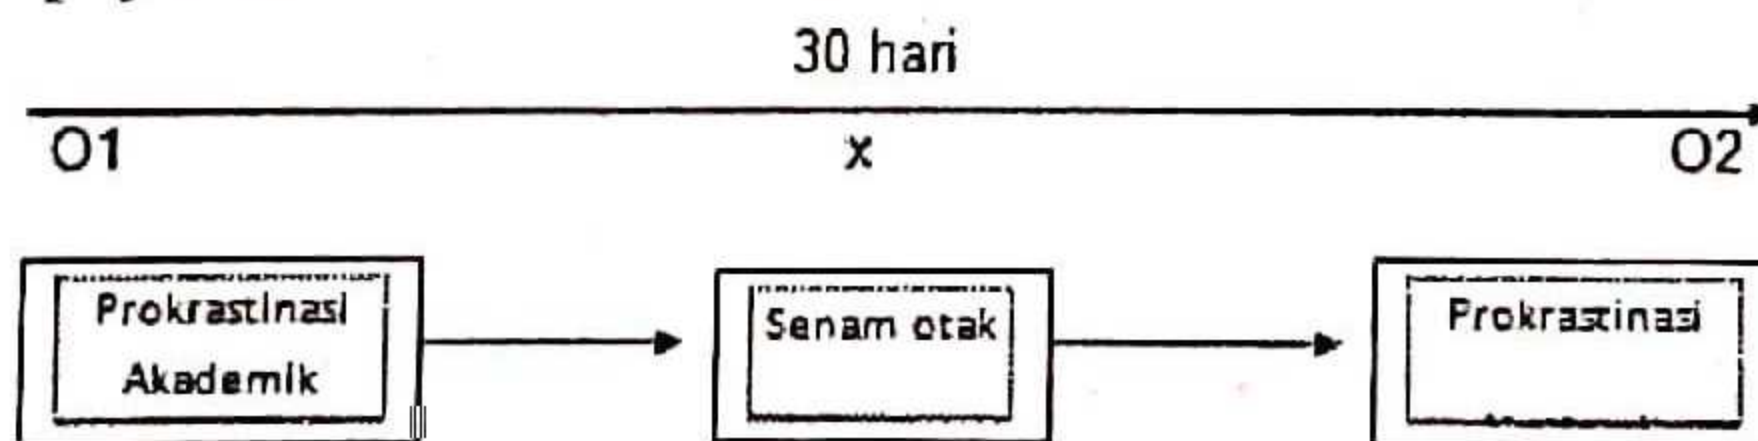 30 hari
O1 x O2
Prokrastinasi
Akademik
Senam otak
Prokrastinasi